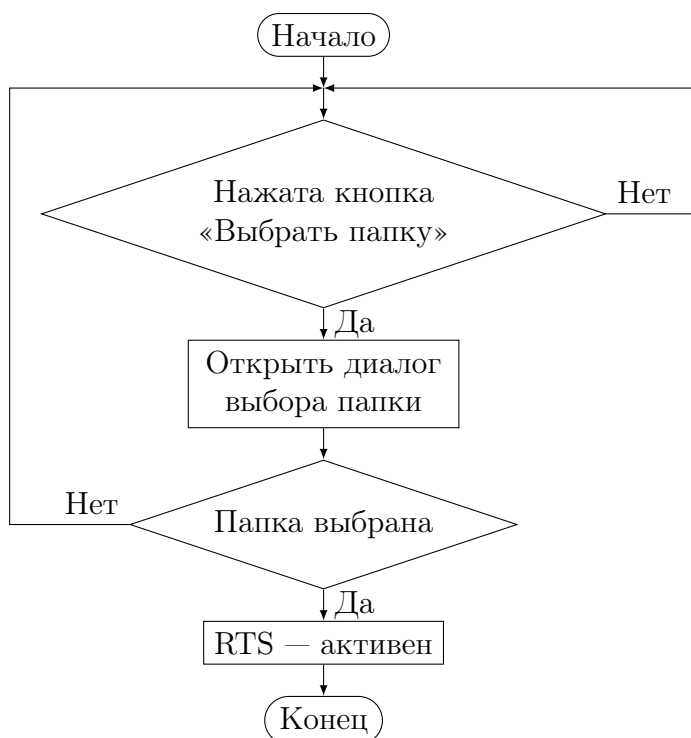 Начало
Нажата кнопка
«Выбрать папку»
Нет
Да
Открыть диалог
выбора папки
Нет
Папка выбрана
Да
RTS — активен
Конец